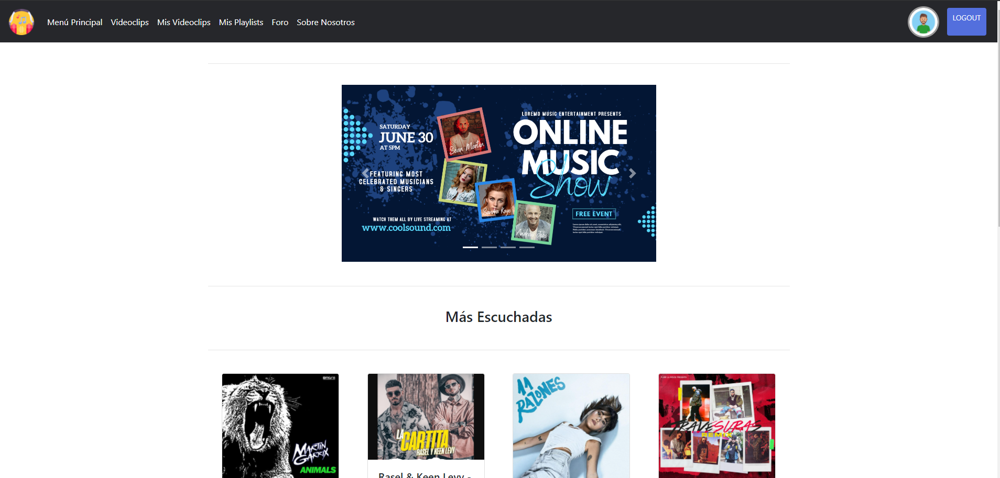 Menú Principal Videoclips Mis Videoclips Mis Playlists Foro Sobre Nosotros
LOGOUT
SATURDAY
JUNE 30
AT 5PM
FEATURING MOST
CELEBRATED MUSICIANS
& SINGERS
WATCH THEM ALL BY LIVE STREAMING AT
www.coolsound.com
Sean Martin
Sandra Kaye
Andrew Jobs
LOREMO MUSIC ENTERTAINMENT PRESENTS
ONLINE
MUSIC
Show
FREE EVENT
Más Escuchadas
MARTIN
GARRIX
ANIMALS
LA
CARTITA
RASEL Y KEEN LEVY
Rasel & Keen Levy -
11
RAZONES
TRAVESURAS
REMIX